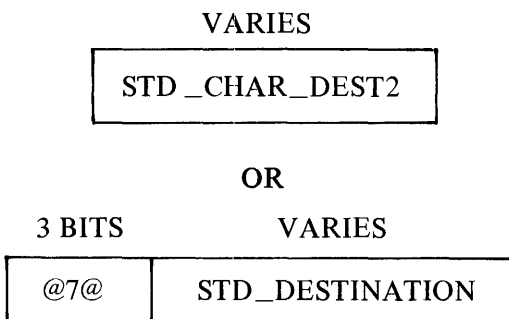 VARIES
STD_CHAR_DEST2
OR
3 BITS VARIES
@7@ STD_DESTINATION